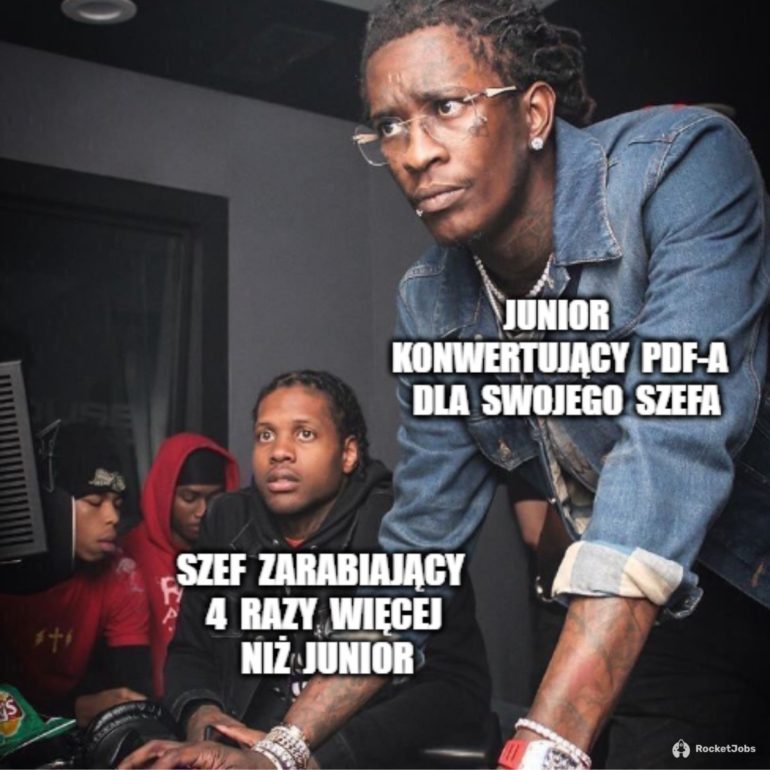 JUNIOR
KONWERTUJĄCY PDF-A
DLA SWOJEGO SZEFA
SZEF ZARABIAJĄCY
4 RAZY WIĘCEJ
NIŻ JUNIOR
RocketJobs